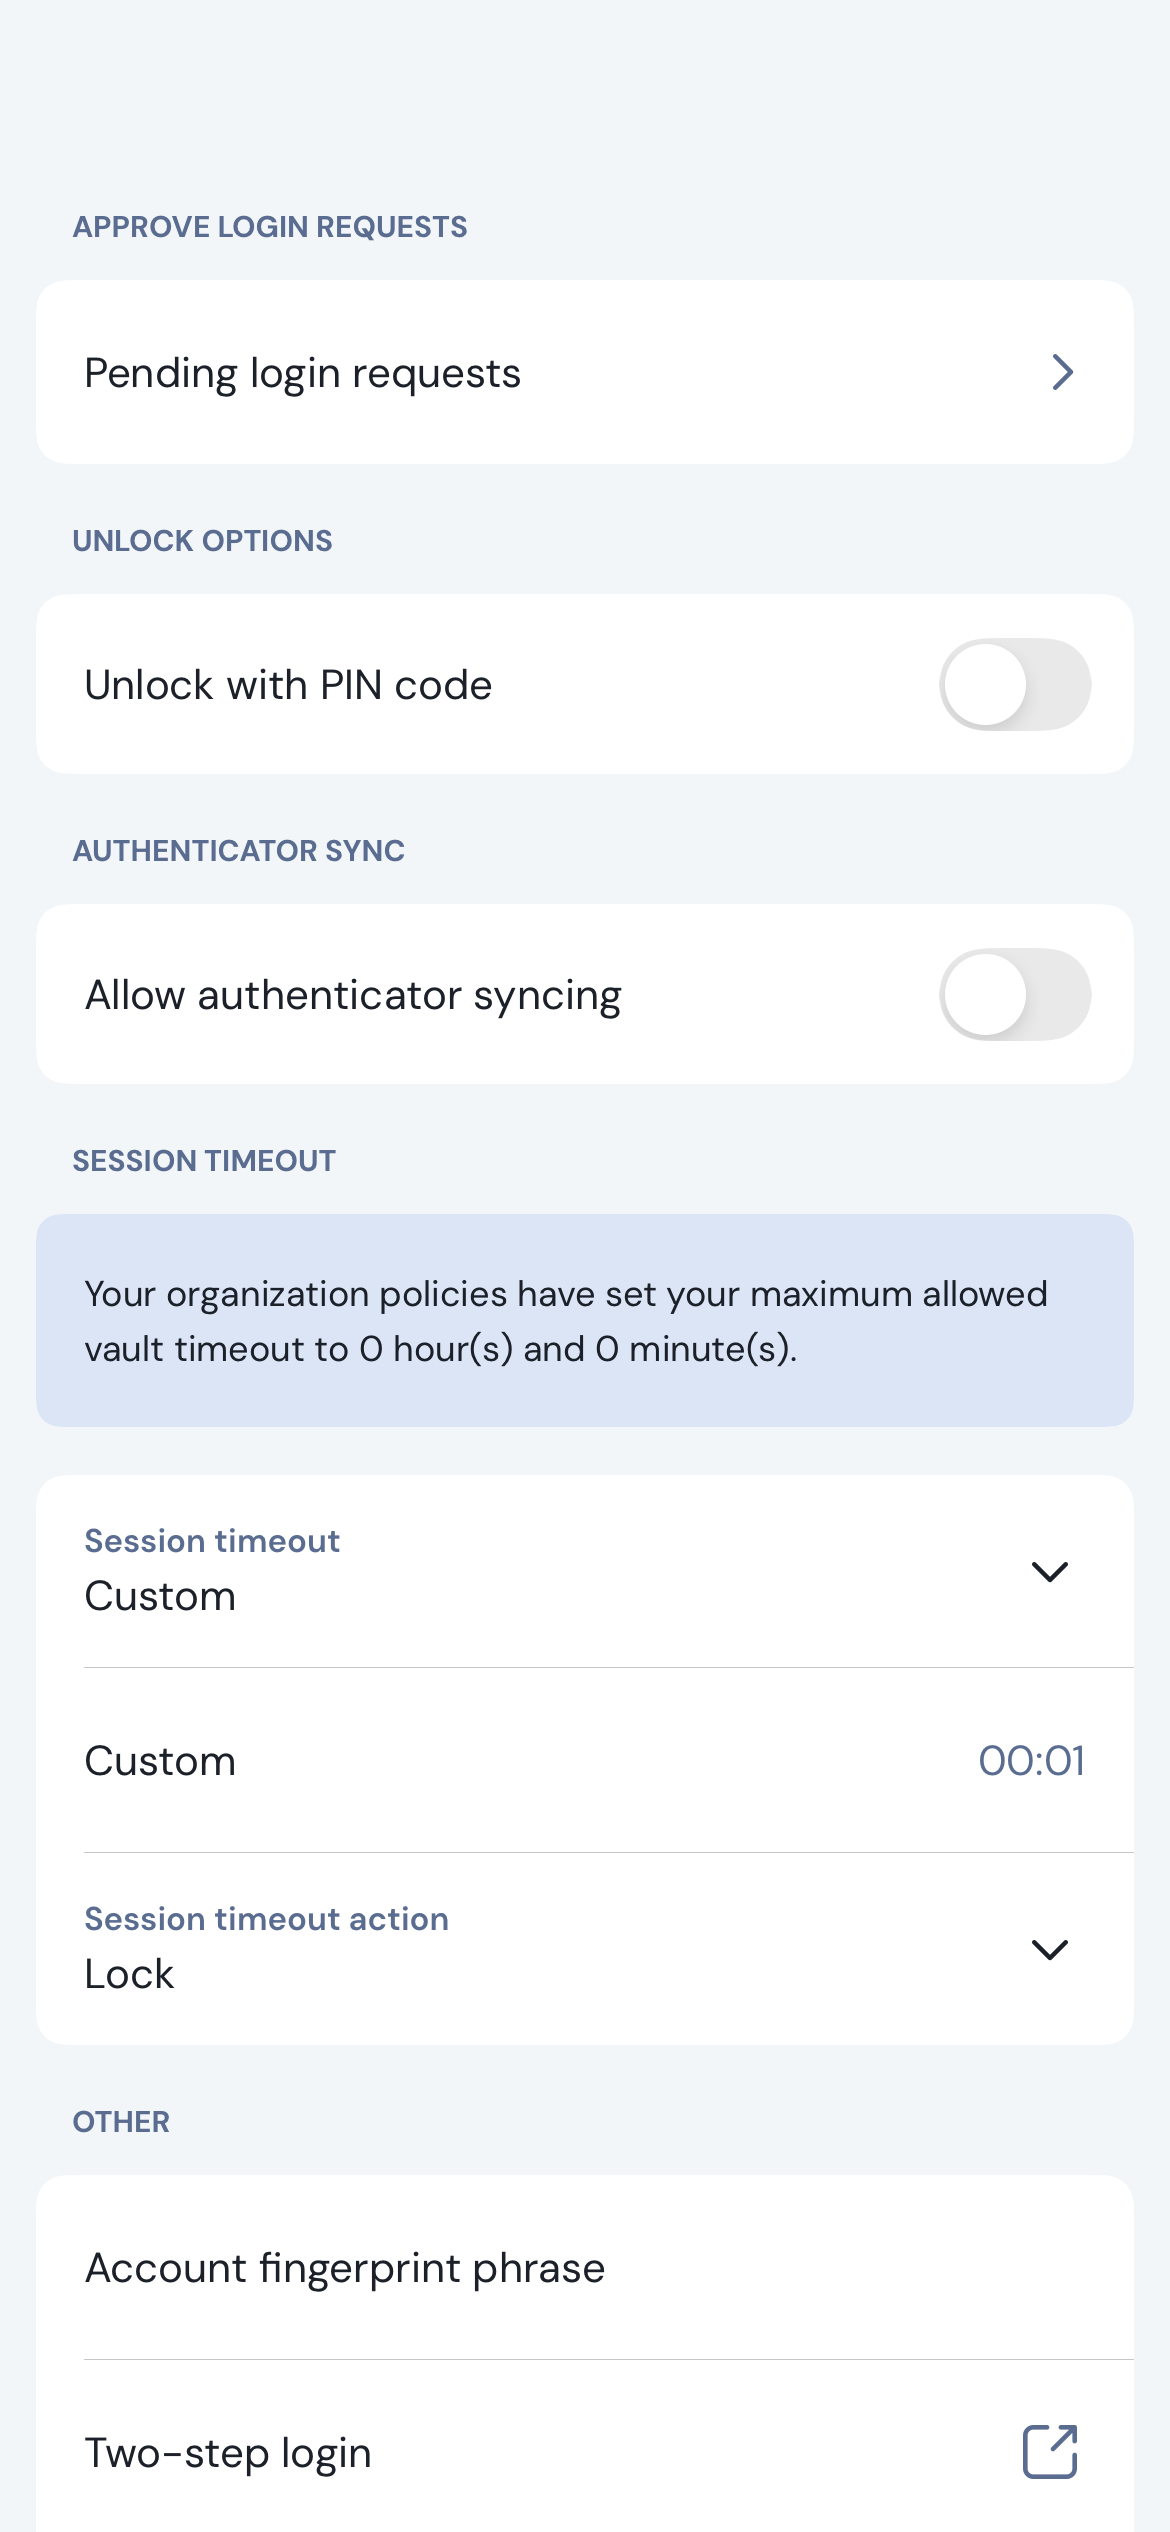 APPROVE LOGIN REQUESTS
Pending login requests
UNLOCK OPTIONS
Unlock with PIN code
AUTHENTICATOR SYNC
Allow authenticator syncing
SESSION TIMEOUT
Your organization policies have set your maximum allowed
vault timeout to 0 hour(s) and 0 minute(s).
Session timeout
Custom
Custom 00:01
Session timeout action
Lock
OTHER
Account fingerprint phrase
Two-step login